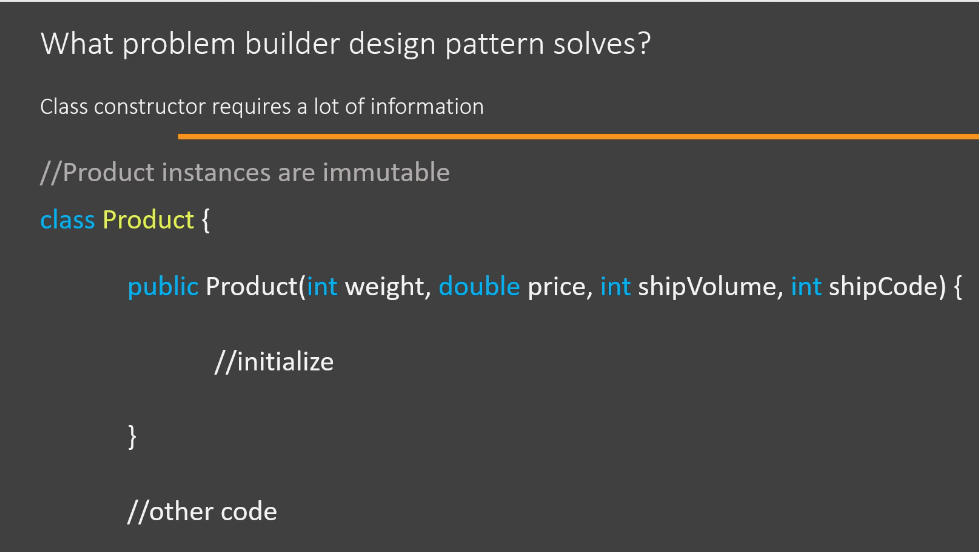 What problem builder design pattern solves?
Class constructor requires a lot of information
//Product instances are immutable
class Product {
public Product(int weight, double price, int shipVolume, int shipCode) {
//initialize
}
//other code